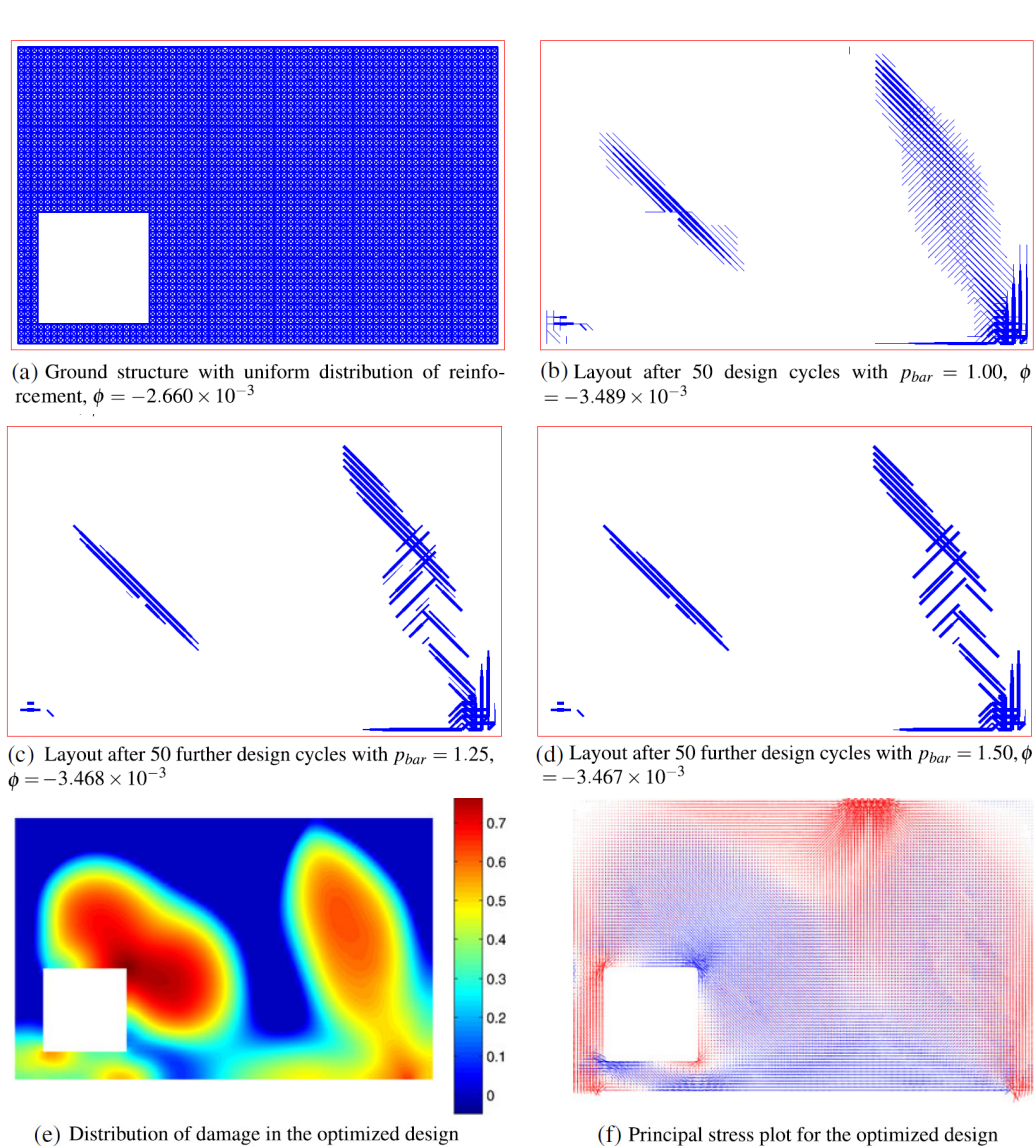 (a) Ground structure with uniform distribution of reinfo-
rcement, ϕ = −2.660 × 10⁻³
(b) Layout after 50 design cycles with p_bar = 1.00, ϕ
= −3.489 × 10⁻³
(c) Layout after 50 further design cycles with p_bar = 1.25,
ϕ = −3.468 × 10⁻³
(d) Layout after 50 further design cycles with p_bar = 1.50, ϕ
= −3.467 × 10⁻³
0.7
0.6
0.5
0.4
0.3
0.2
0.1
0
(e) Distribution of damage in the optimized design
(f) Principal stress plot for the optimized design